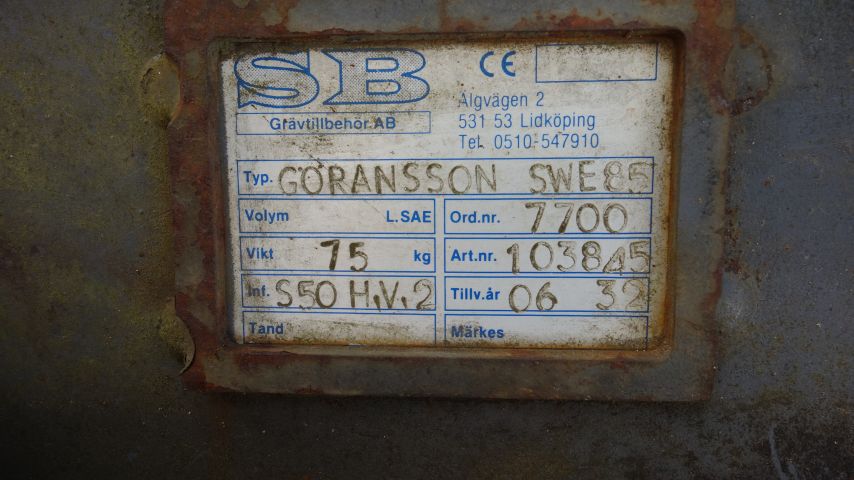 SB
CE
Grävtillbehör AB
Älgvägen 2
531 53 Lidköping
Tel. 0510-547910
Typ. GÖRANSSON SWE85
Volym L.SAE
Ord.nr. 7700
Vikt 75 kg
Art.nr. 103845
Inf. S50 H.V.2
Tillv.år 06 32
Tand
Märkes